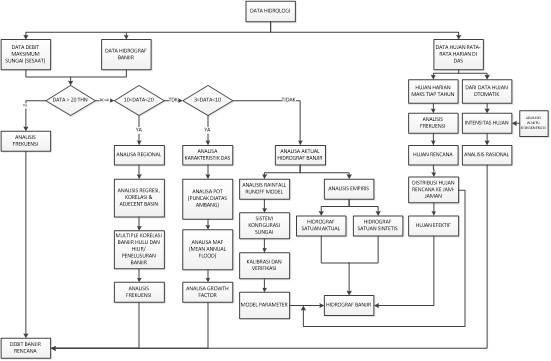 DATA HIDROLOGI
DATA DEBIT
MAKSIMUM
SUNGAI (SESAAT)
DATA HIDROGRAF
BANJIR
DATA HUJAN RATA-
RATA HARIAN DI
DAS
DATA > 20 THN
10<DATA<20
TDK
3<DATA<10
TIDAK
HUJAN HARIAN
MAKS TIAP TAHUN
DARI DATA HUJAN
OTOMATIK
ANALISIS
FREKUENSI
YA
YA
ANALISIS
FREKUENSI
INTENSITAS HUJAN
ANALISIS
ANALISA REGIONAL
ANALISA
KARAKTERISTIK DAS
ANALISA AKTUAL
HIDROGRAF BANJIR
HUJAN RENCANA
ANALISIS RASIONAL
ANALISIS REGRESI,
KORELASI &
ADJECENT BASIN
ANALISA POT
(PUNCAK DIATAS
AMBANG)
ANALISIS RAINFALL
RUNOFF MODEL
ANALISIS EMPIRIS
DISTRIBUSI HUJAN
RENCANA KE JAM-
JAMAN
SISTEM
KONFIGURASI
SUNGAI
HIDROGRAF
SATUAN AKTUAL
HIDROGRAF
SATUAN SINTETIS
HUJAN EFEKTIF
MULTIPLE KORELASI
BANJIR HULU DAN
HILIR/
PENELUSURAN
BANJIR
ANALISA MAF
(MEAN ANNUAL
FLOOD)
KALIBRASI DAN
VERIFIKASI
ANALISIS
FREKUENSI
ANALISA GROWTH
FACTOR
MODEL PARAMETER
HIDROGRAF BANJIR
DEBIT BANJIR
RENCANA